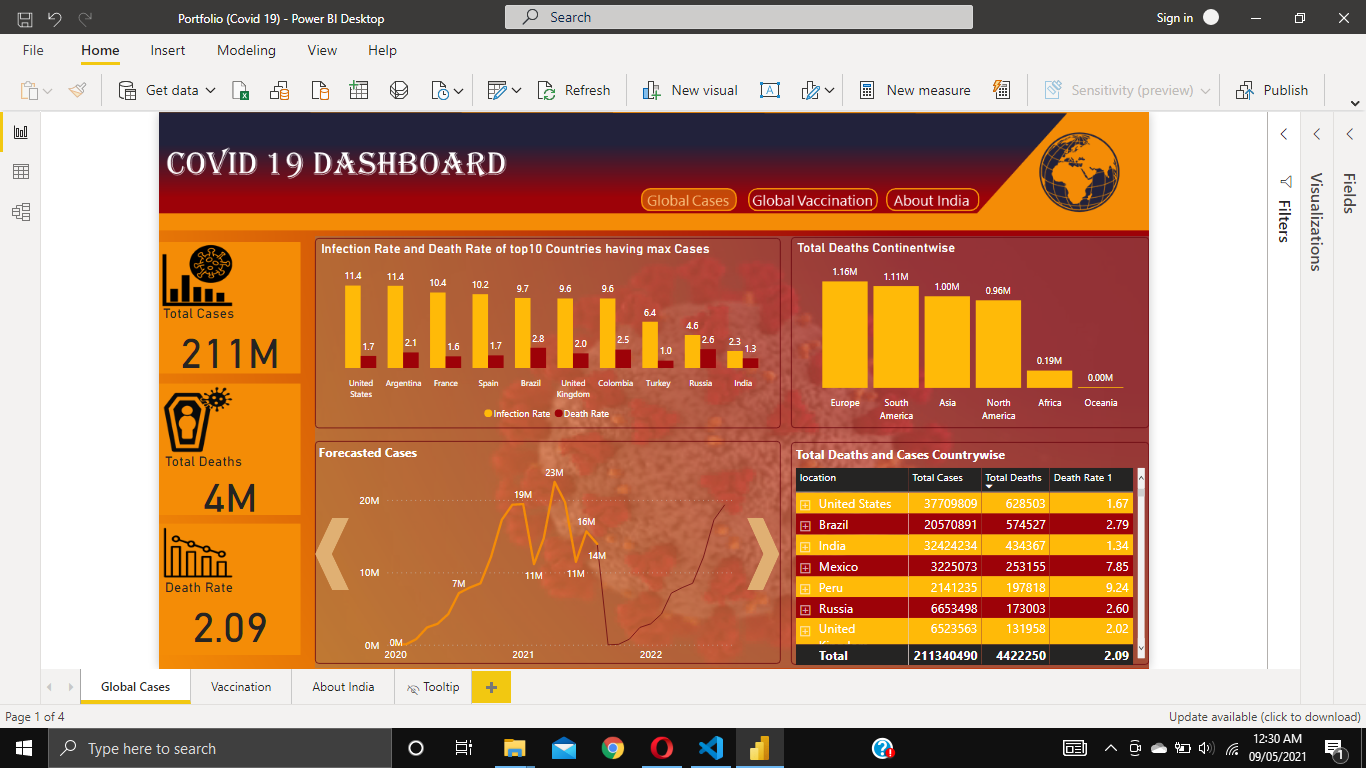 Portfolio (Covid 19) - Power BI Desktop
Search
Sign in
File Home Insert Modeling View Help
Get data
Refresh
New visual
New measure
Sensitivity (preview)
Publish
COVID 19 DASHBOARD
Global Cases
Global Vaccination
About India
Total Cases
211M
Total Deaths
4M
Death Rate
2.09
Infection Rate and Death Rate of top10 Countries having max Cases
11.4 11.4 10.4 10.2 9.7 9.6 9.6 6.4 4.6 2.3
1.7 2.1 1.6 1.7 2.8 2.0 2.5 1.0 2.6 1.3
United Argentina France Spain Brazil United Colombia Turkey Russia India
States Kingdom
Infection Rate Death Rate
Total Deaths Continentwise
1.16M 1.11M 1.00M 0.96M 0.19M 0.00M
Europe South Asia North Africa Oceania
America America
Forecasted Cases
23M
20M 19M
16M
14M
10M 11M 11M
7M
0M 0M
2020 2021 2022
Total Deaths and Cases Countrywise
location Total Cases Total Deaths Death Rate 1
United States 37709809 628503 1.67
Brazil 20570891 574527 2.79
India 32424234 434367 1.34
Mexico 3225073 253155 7.85
Peru 2141235 197818 9.24
Russia 6653498 173003 2.60
United 6523563 131958 2.02
Total 211340490 4422250 2.09
Filters
Visualizations
Fields
Global Cases Vaccination About India Tooltip
Page 1 of 4
Update available (click to download)
Type here to search
12:30 AM
09/05/2021
1